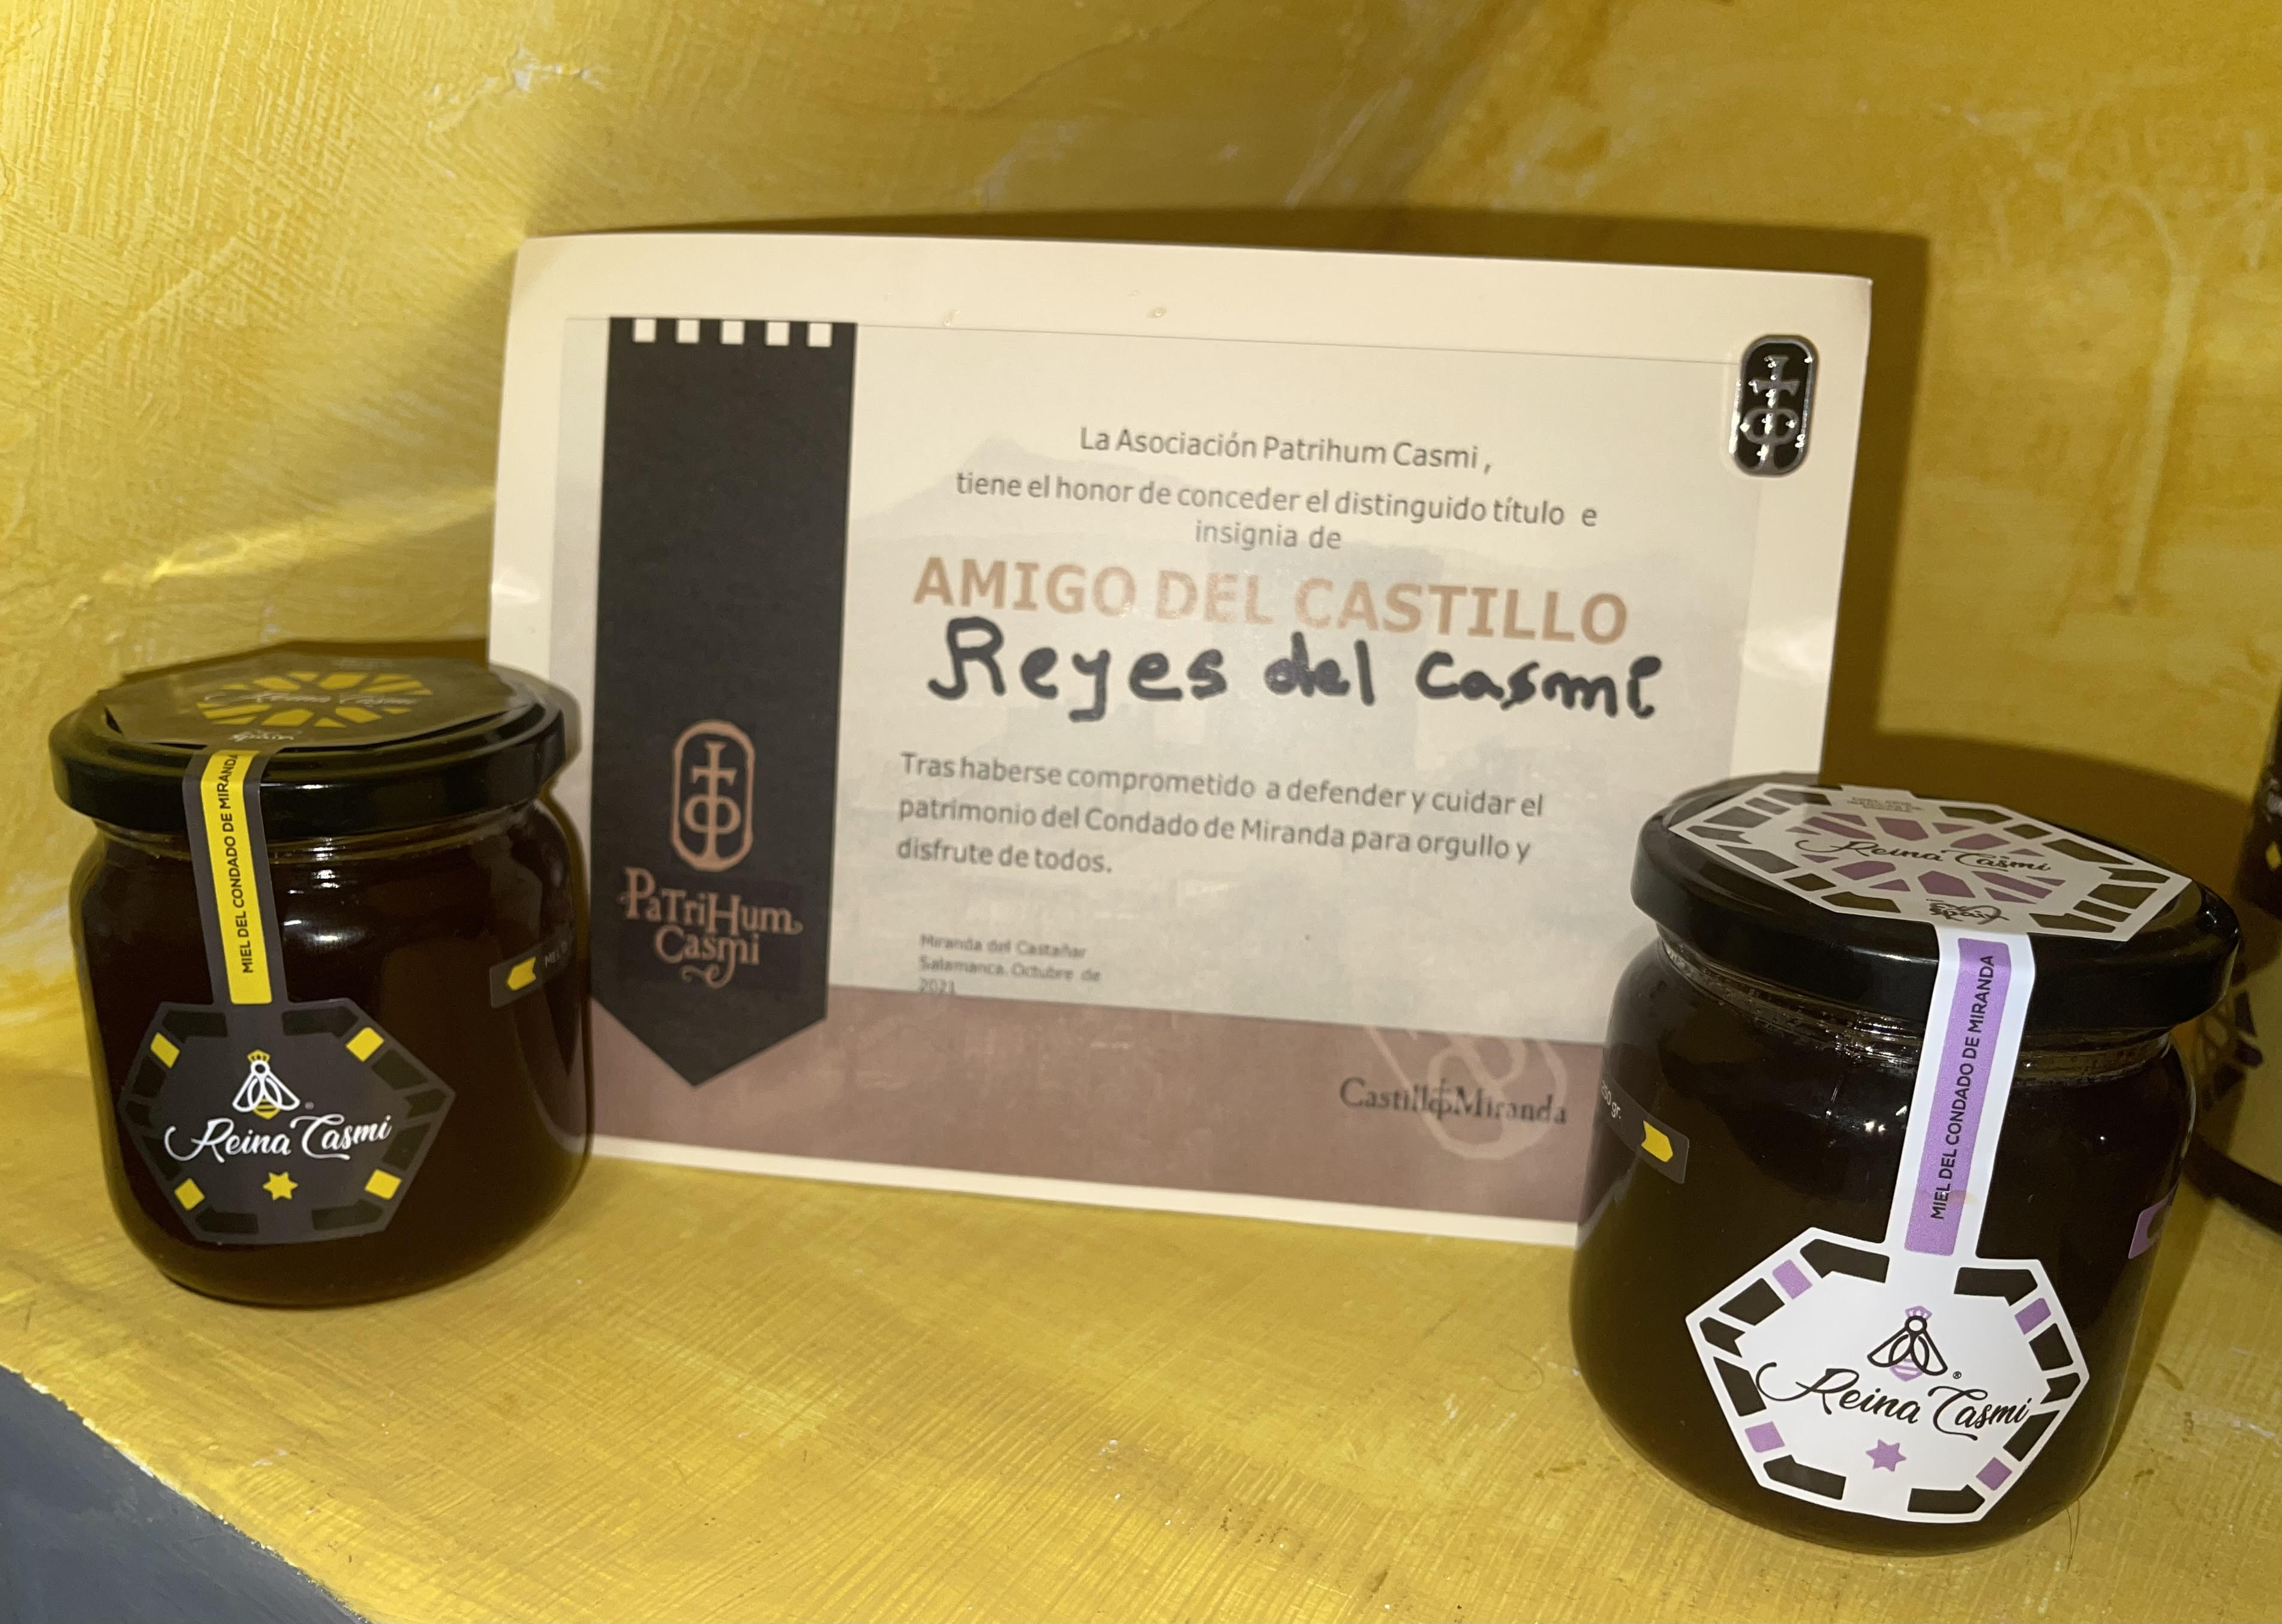 La Asociación Patrihum Casmi ,
tiene el honor de conceder el distinguido título e
insignia de
AMIGO DEL CASTILLO
Reyes del Casmi
Tras haberse comprometido a defender y cuidar el
patrimonio del Condado de Miranda para orgullo y
disfrute de todos.
Miranda del Castañar
Salamanca. Octubre de
2021
PaTriHum
Casmi
Castillo Miranda
Reina Casmi
Spain
MIEL DEL CONDADO DE MIRANDA
Reina Casmi
Reina Casmi
Spain
MIEL DEL CONDADO DE MIRANDA
gr.
Reina Casmi